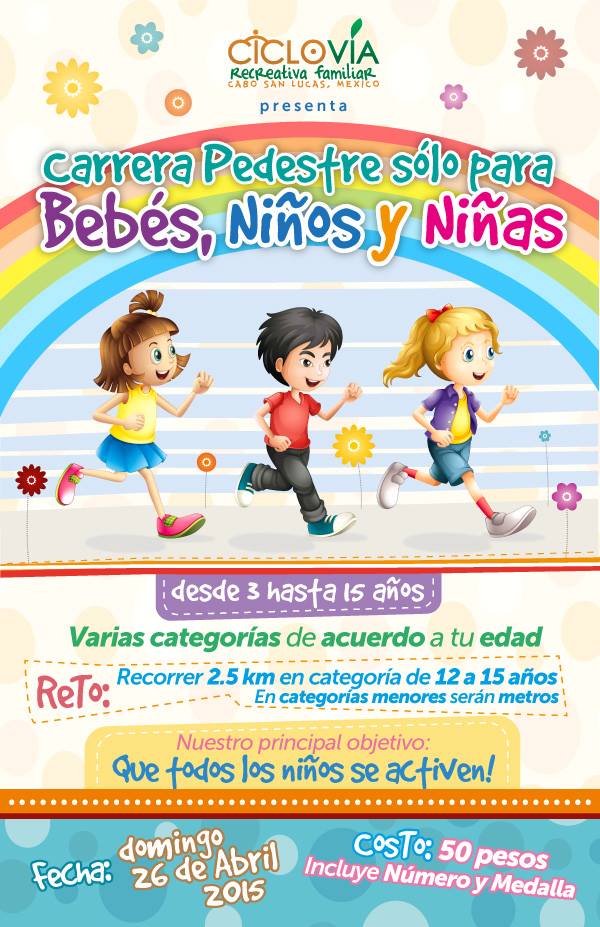 CICLOVÍA
Recreativa Familiar
CABO SAN LUCAS, MEXICO
presenta
Carrera Pedestre sólo para
Bebés, Niños y Niñas
desde 3 hasta 15 años
Varias categorías de acuerdo a tu edad
Reto:
Recorrer 2.5 km en categoría de 12 a 15 años
En categorías menores serán metros
Nuestro principal objetivo:
Que todos los niños se activen!
Fecha:
domingo
26 de Abril
2015
Costo: 50 pesos
Incluye Número y Medalla